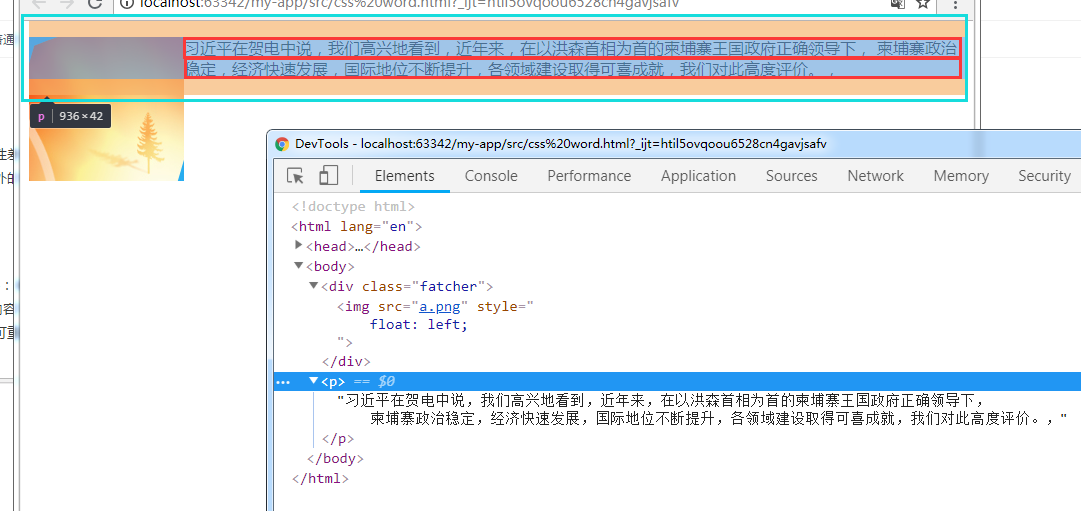 localhost:63342/my-app/src/css%20word.html?_ijt=htil5ovqoou6528cn4gavjsafv
习近平在贺电中说，我们高兴地看到，近年来，在以洪森首相为首的柬埔寨王国政府正确领导下， 柬埔寨政治
稳定，经济快速发展，国际地位不断提升，各领域建设取得可喜成就，我们对此高度评价。，
p 936 × 42
DevTools - localhost:63342/my-app/src/css%20word.html?_ijt=htil5ovqoou6528cn4gavjsafv
Elements Console Performance Application Sources Network Memory Security
<!doctype html>
<html lang="en">
<head>…</head>
<body>
<div class="fatcher">
<img src="a.png" style="
float: left;
">
</div>
… <p> == $0
"习近平在贺电中说，我们高兴地看到，近年来，在以洪森首相为首的柬埔寨王国政府正确领导下，
柬埔寨政治稳定，经济快速发展，国际地位不断提升，各领域建设取得可喜成就，我们对此高度评价。，"
</p>
</body>
</html>